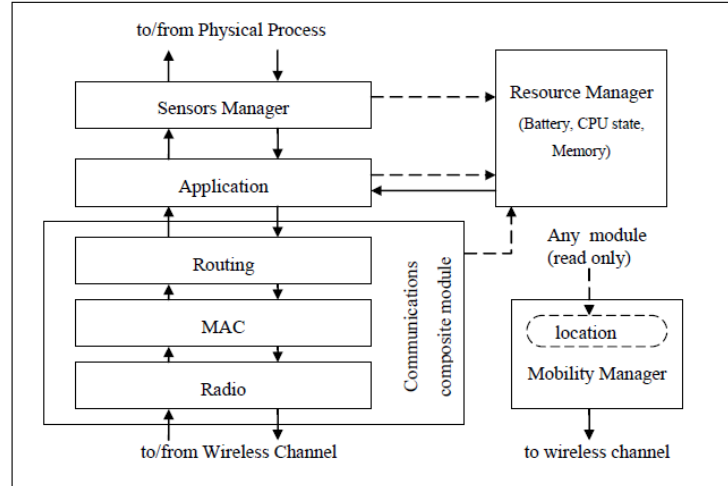 to/from Physical Process
Sensors Manager
Application
Routing
MAC
Radio
Communications
composite module
to/from Wireless Channel
Resource Manager
(Battery, CPU state,
Memory)
Any module
(read only)
location
Mobility Manager
to wireless channel